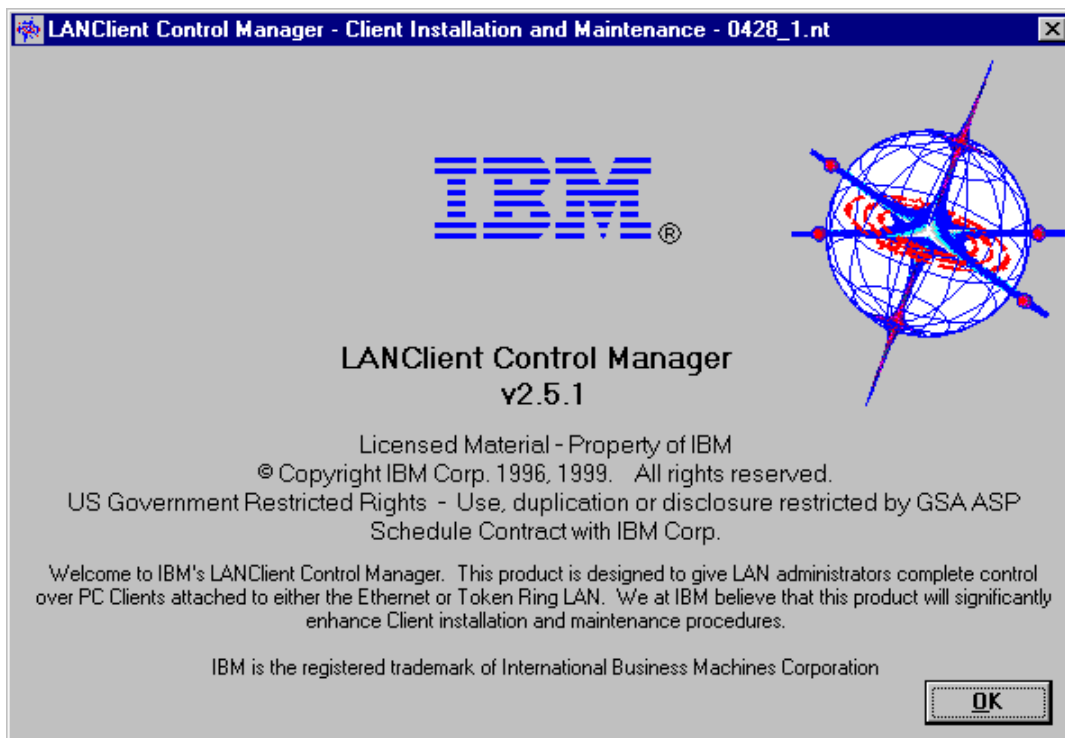 LANClient Control Manager - Client Installation and Maintenance - 0428_1.nt
IBM®
LANClient Control Manager
v2.5.1
Licensed Material - Property of IBM
© Copyright IBM Corp. 1996, 1999.   All rights reserved.
US Government Restricted Rights  -  Use, duplication or disclosure restricted by GSA ASP
Schedule Contract with IBM Corp.
Welcome to IBM's LANClient Control Manager.  This product is designed to give LAN administrators complete control
over PC Clients attached to either the Ethernet or Token Ring LAN.  We at IBM believe that this product will significantly
enhance Client installation and maintenance procedures.
IBM is the registered trademark of International Business Machines Corporation
OK